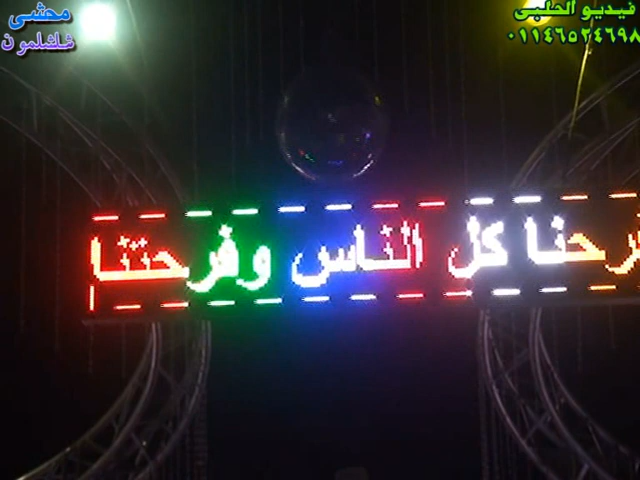 فيديو الحلبى
٠١١٤٦٥٢٤٦٩٨
محشى
شلشلمون
رحنا كل الناس وفرحتنا